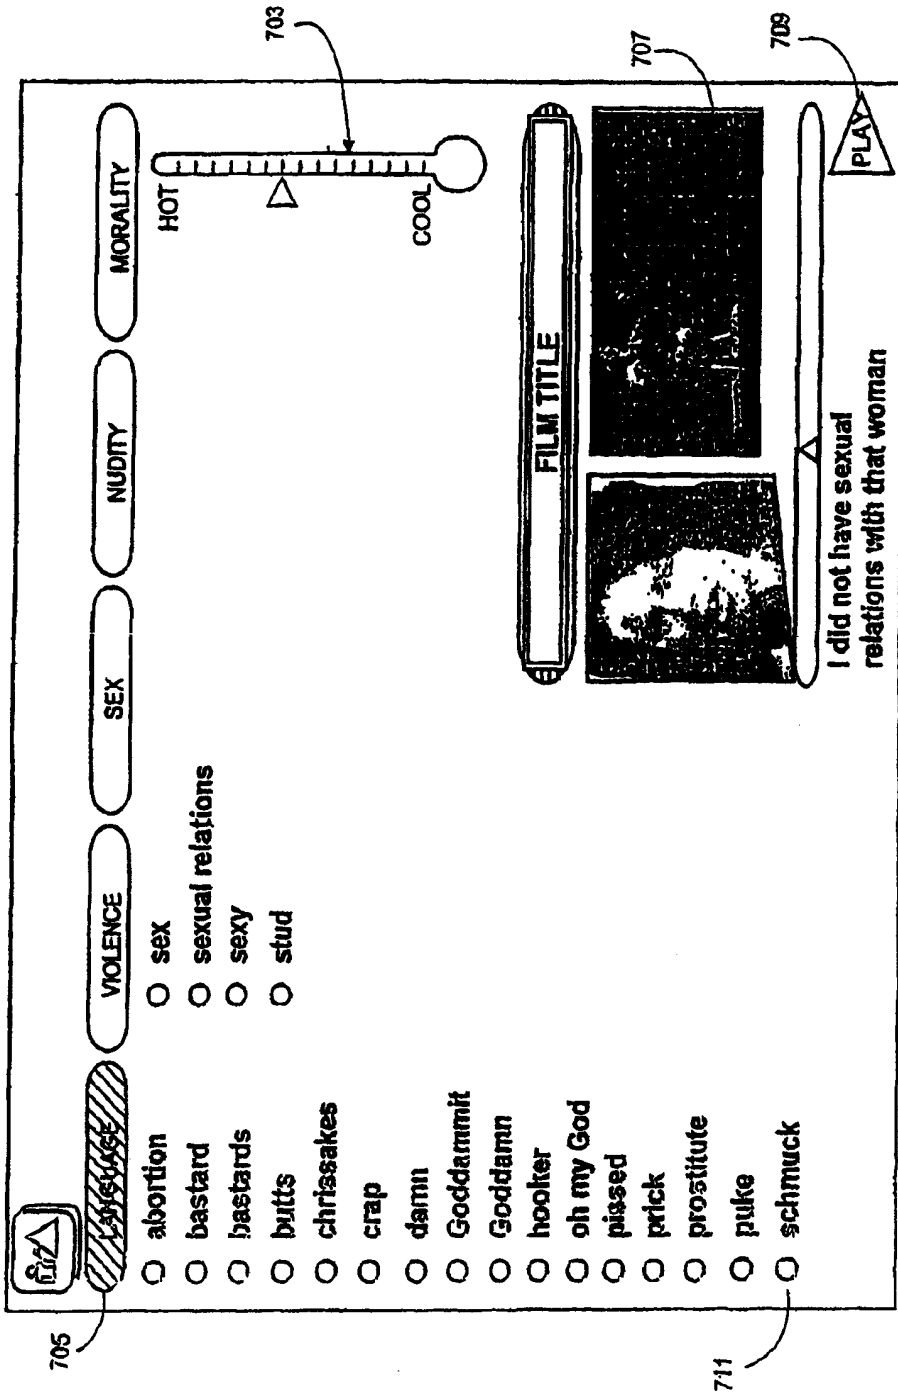 LANGUAGE
VIOLENCE
SEX
NUDITY
MORALITY
abortion
bastard
bastards
butts
chrissakes
crap
damn
Goddammit
Goddamn
hooker
oh my God
pissed
prick
prostitute
puke
schmuck
sex
sexual relations
sexy
stud
HOT
COOL
FILM TITLE
I did not have sexual
relations with that woman
PLAY
703
705
707
709
711